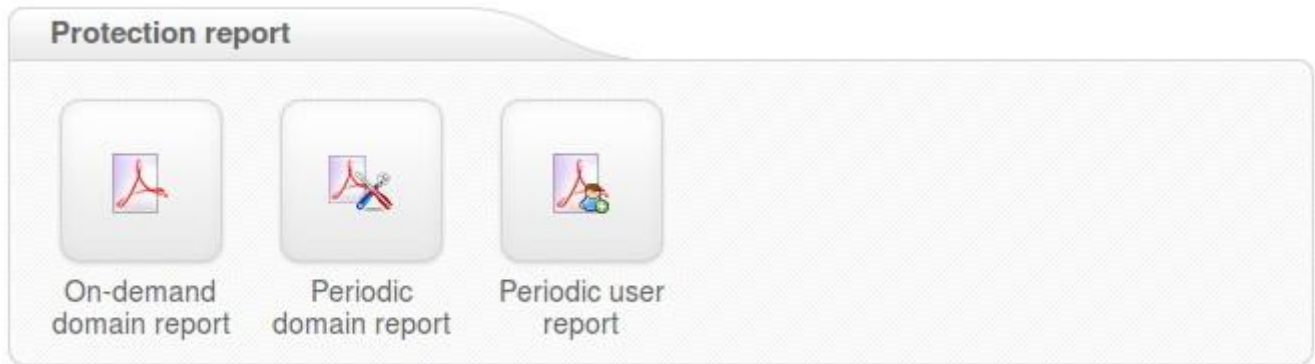 Protection report
On-demand
domain report
Periodic
domain report
Periodic user
report